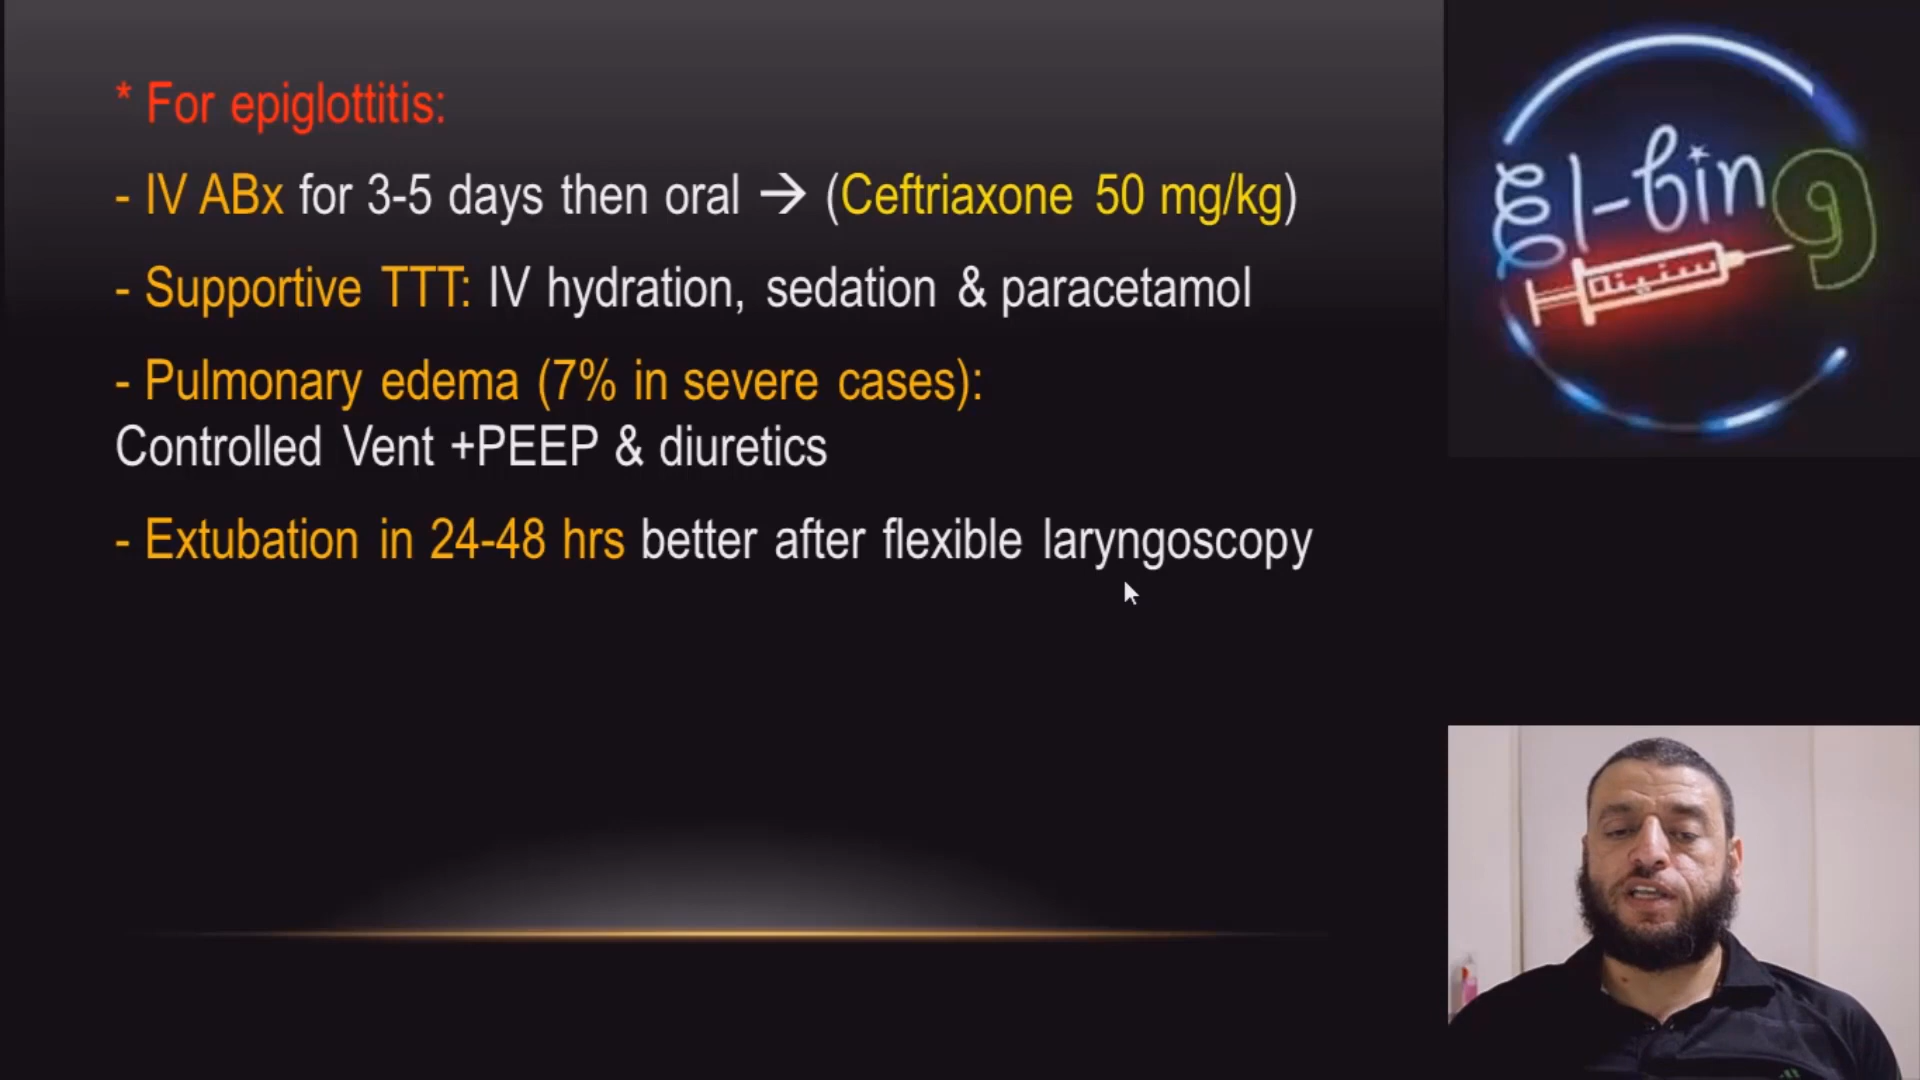 * For epiglottitis:
- IV ABx for 3-5 days then oral → (Ceftriaxone 50 mg/kg)
- Supportive TTT: IV hydration, sedation & paracetamol
- Pulmonary edema (7% in severe cases):
Controlled Vent +PEEP & diuretics
- Extubation in 24-48 hrs better after flexible laryngoscopy
El-bing